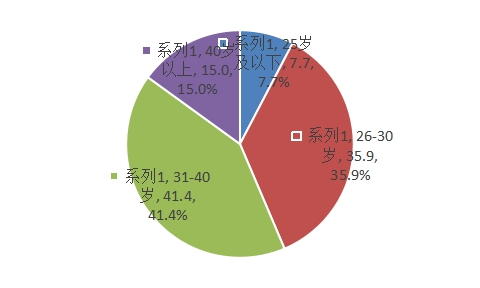 系列1, 25岁
及以下, 7.7,
7.7%
系列1, 26-30
岁, 35.9,
35.9%
系列1, 31-40
岁, 41.4,
41.4%
系列1, 40岁
以上, 15.0,
15.0%